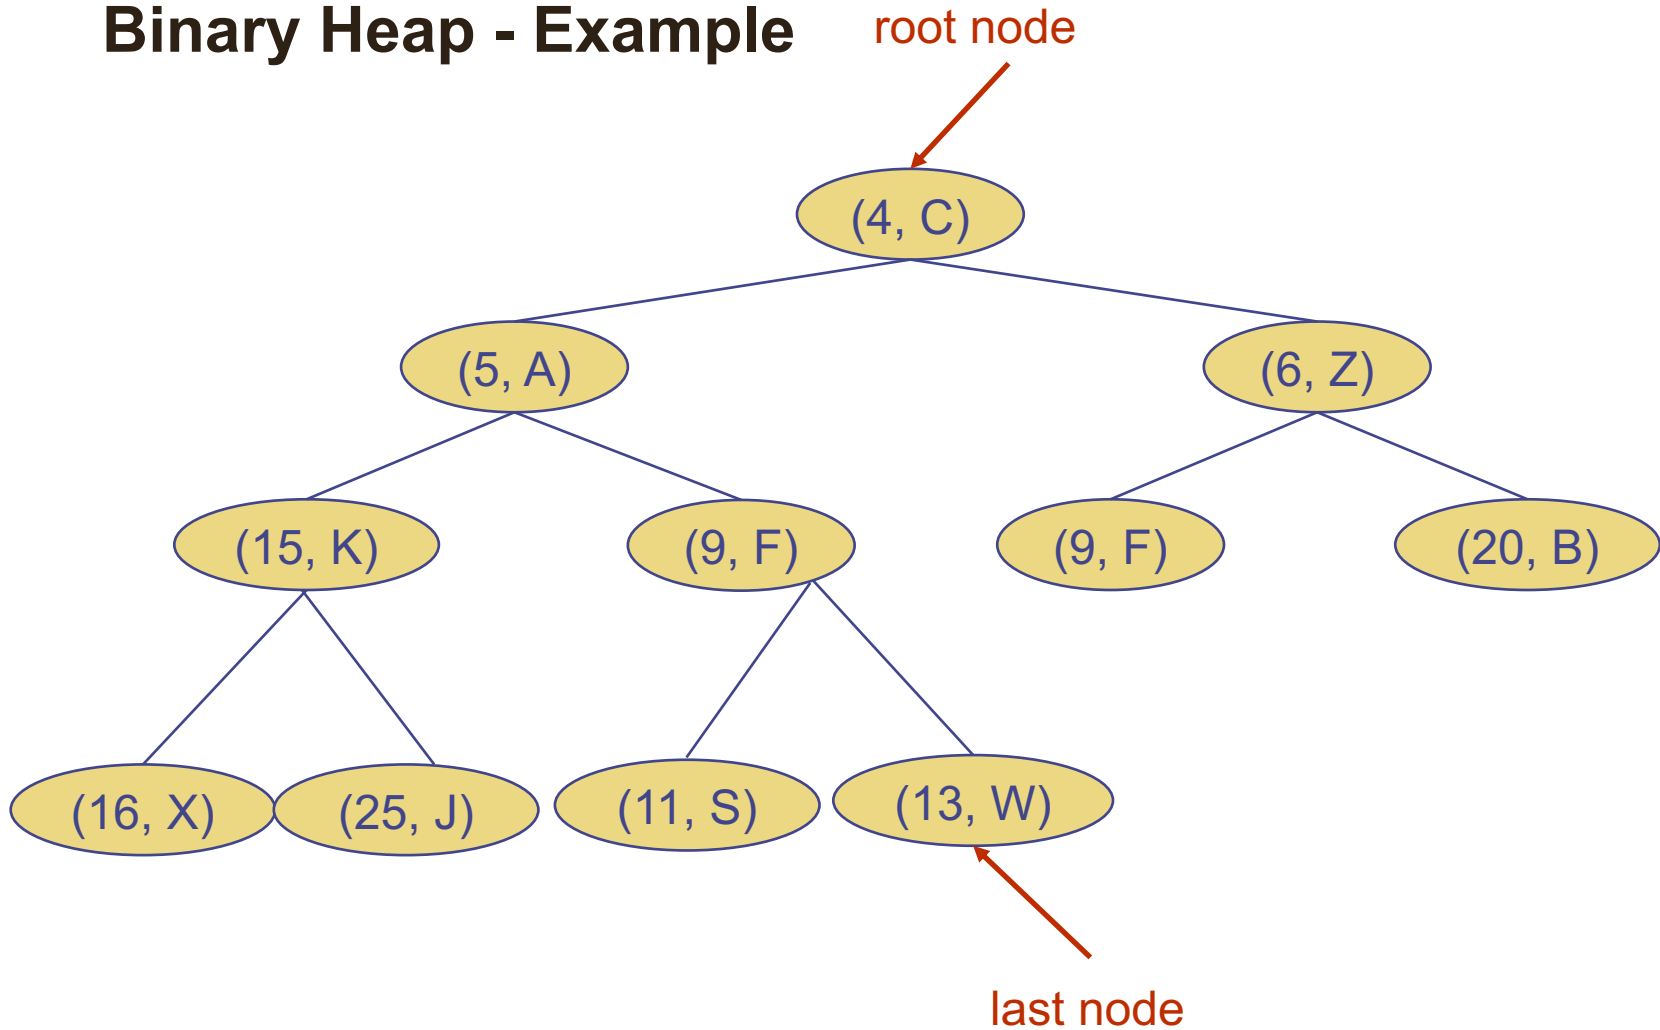 Binary Heap - Example
root node
(4, C)
(5, A)
(6, Z)
(15, K)
(9, F)
(9, F)
(20, B)
(16, X)
(25, J)
(11, S)
(13, W)
last node